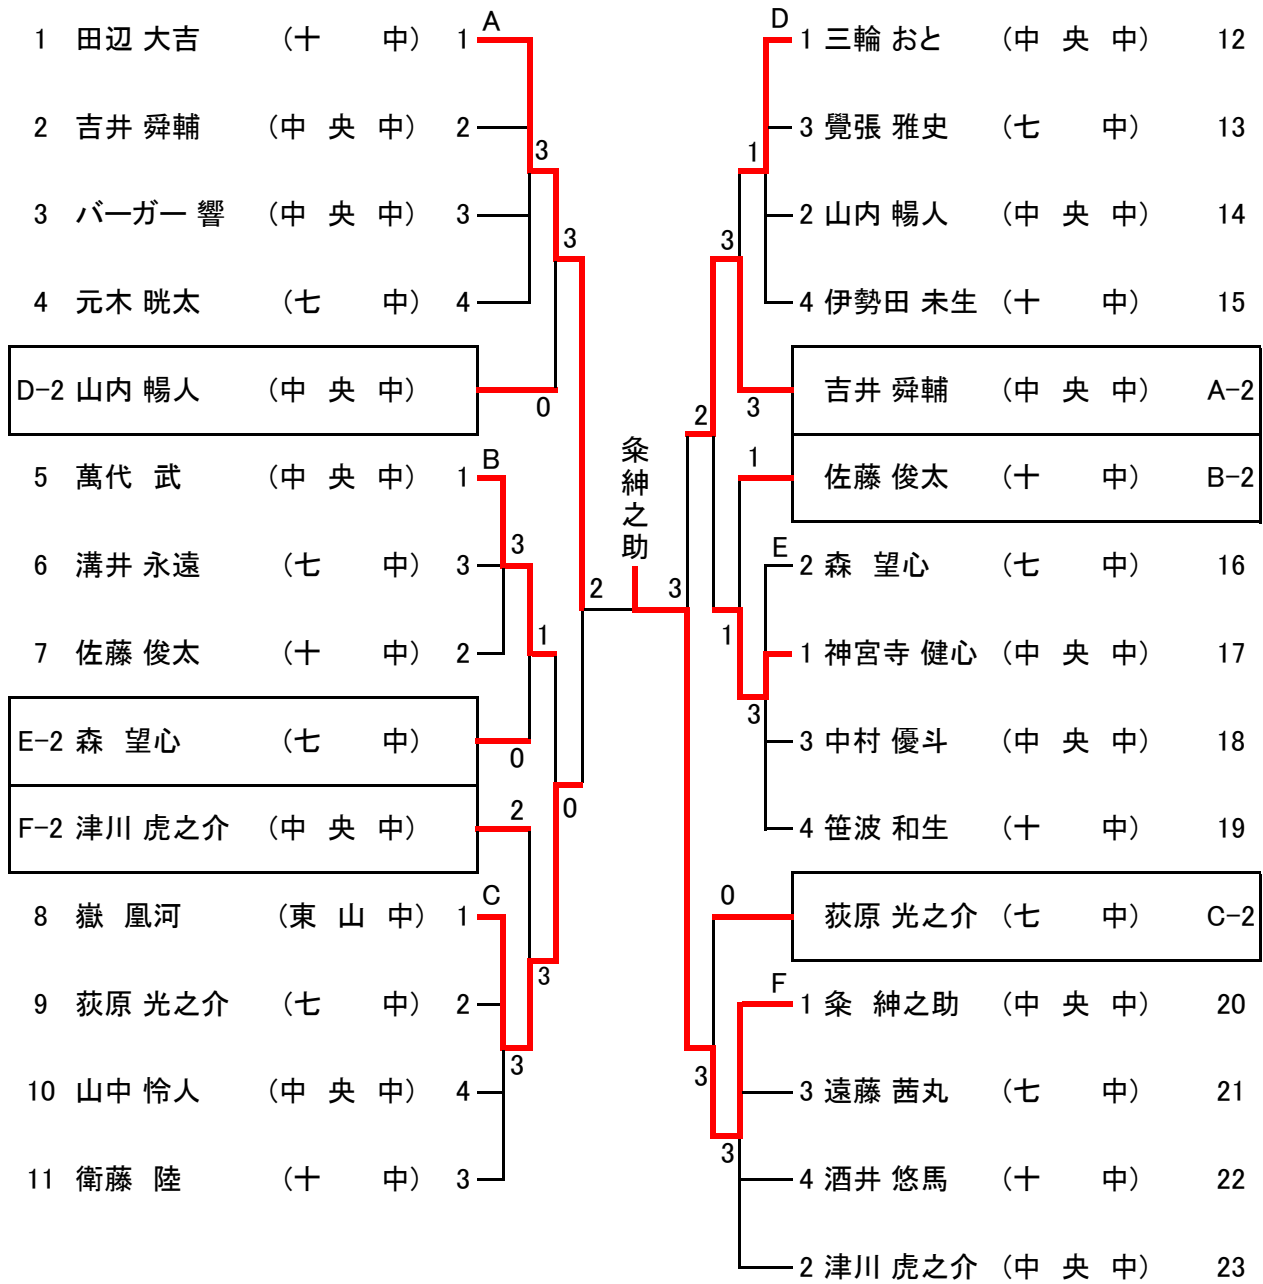 A
1 田辺 大吉 (十 中) 1
2 吉井 舜輔 (中 央 中) 2
3
3 バーガー 響 (中 央 中) 3
3
4 元木 晄太 (七 中) 4
D-2 山内 暢人 (中 央 中)
0
B
5 萬代 武 (中 央 中) 1
3
6 溝井 永遠 (七 中) 3
1
7 佐藤 俊太 (十 中) 2
E-2 森 望心 (七 中)
0
2
0
F-2 津川 虎之介 (中 央 中)
C
8 嶽 凰河 (東 山 中) 1
3
9 荻原 光之介 (七 中) 2
3
10 山中 怜人 (中 央 中) 4
11 衛藤 陸 (十 中) 3
粂紳之助
2
3
D
1 三輪 おと (中 央 中) 12
3 覺張 雅史 (七 中) 13
1
2 山内 暢人 (中 央 中) 14
3
4 伊勢田 未生 (十 中) 15
吉井 舜輔 (中 央 中) A-2
3
2
1
佐藤 俊太 (十 中) B-2
E
2 森 望心 (七 中) 16
1
1 神宮寺 健心 (中 央 中) 17
3
3 中村 優斗 (中 央 中) 18
4 笹波 和生 (十 中) 19
0
荻原 光之介 (七 中) C-2
F
1 粂 紳之助 (中 央 中) 20
3
3 遠藤 茜丸 (七 中) 21
3
4 酒井 悠馬 (十 中) 22
2 津川 虎之介 (中 央 中) 23